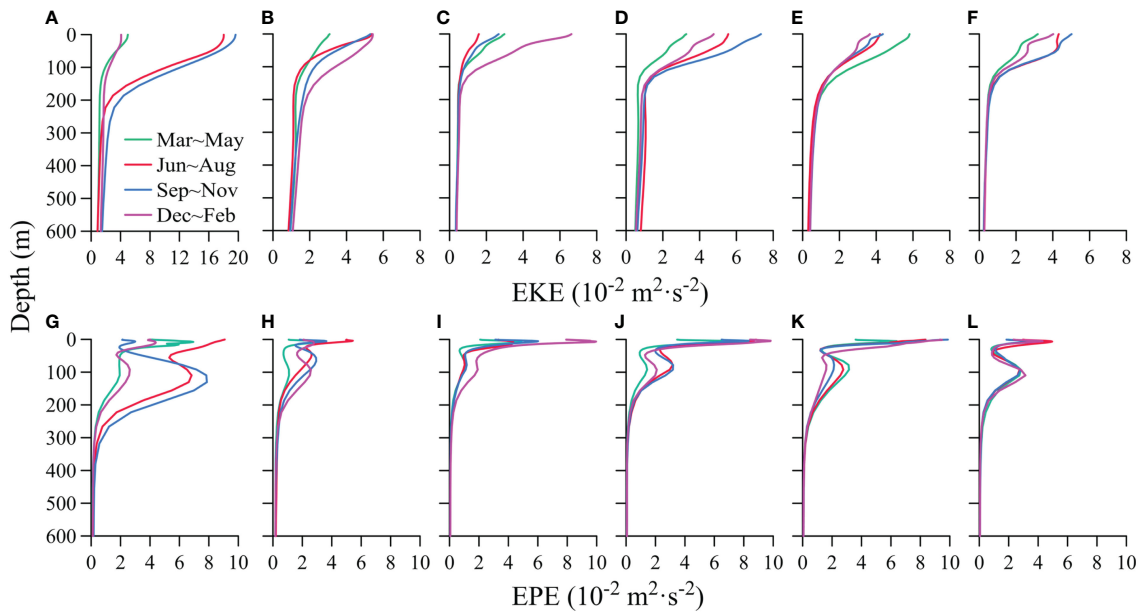 A B C D E F
0 100 200 300 400 500 600
Mar~May
Jun~Aug
Sep~Nov
Dec~Feb
0 4 8 12 16 20 0 2 4 6 8 0 2 4 6 8 0 2 4 6 8 0 2 4 6 8 0 2 4 6 8
Depth (m)
EKE (10⁻² m²·s⁻²)
G H I J K L
0 100 200 300 400 500 600
0 2 4 6 8 10 0 2 4 6 8 10 0 2 4 6 8 10 0 2 4 6 8 10 0 2 4 6 8 10 0 2 4 6 8 10
EPE (10⁻² m²·s⁻²)